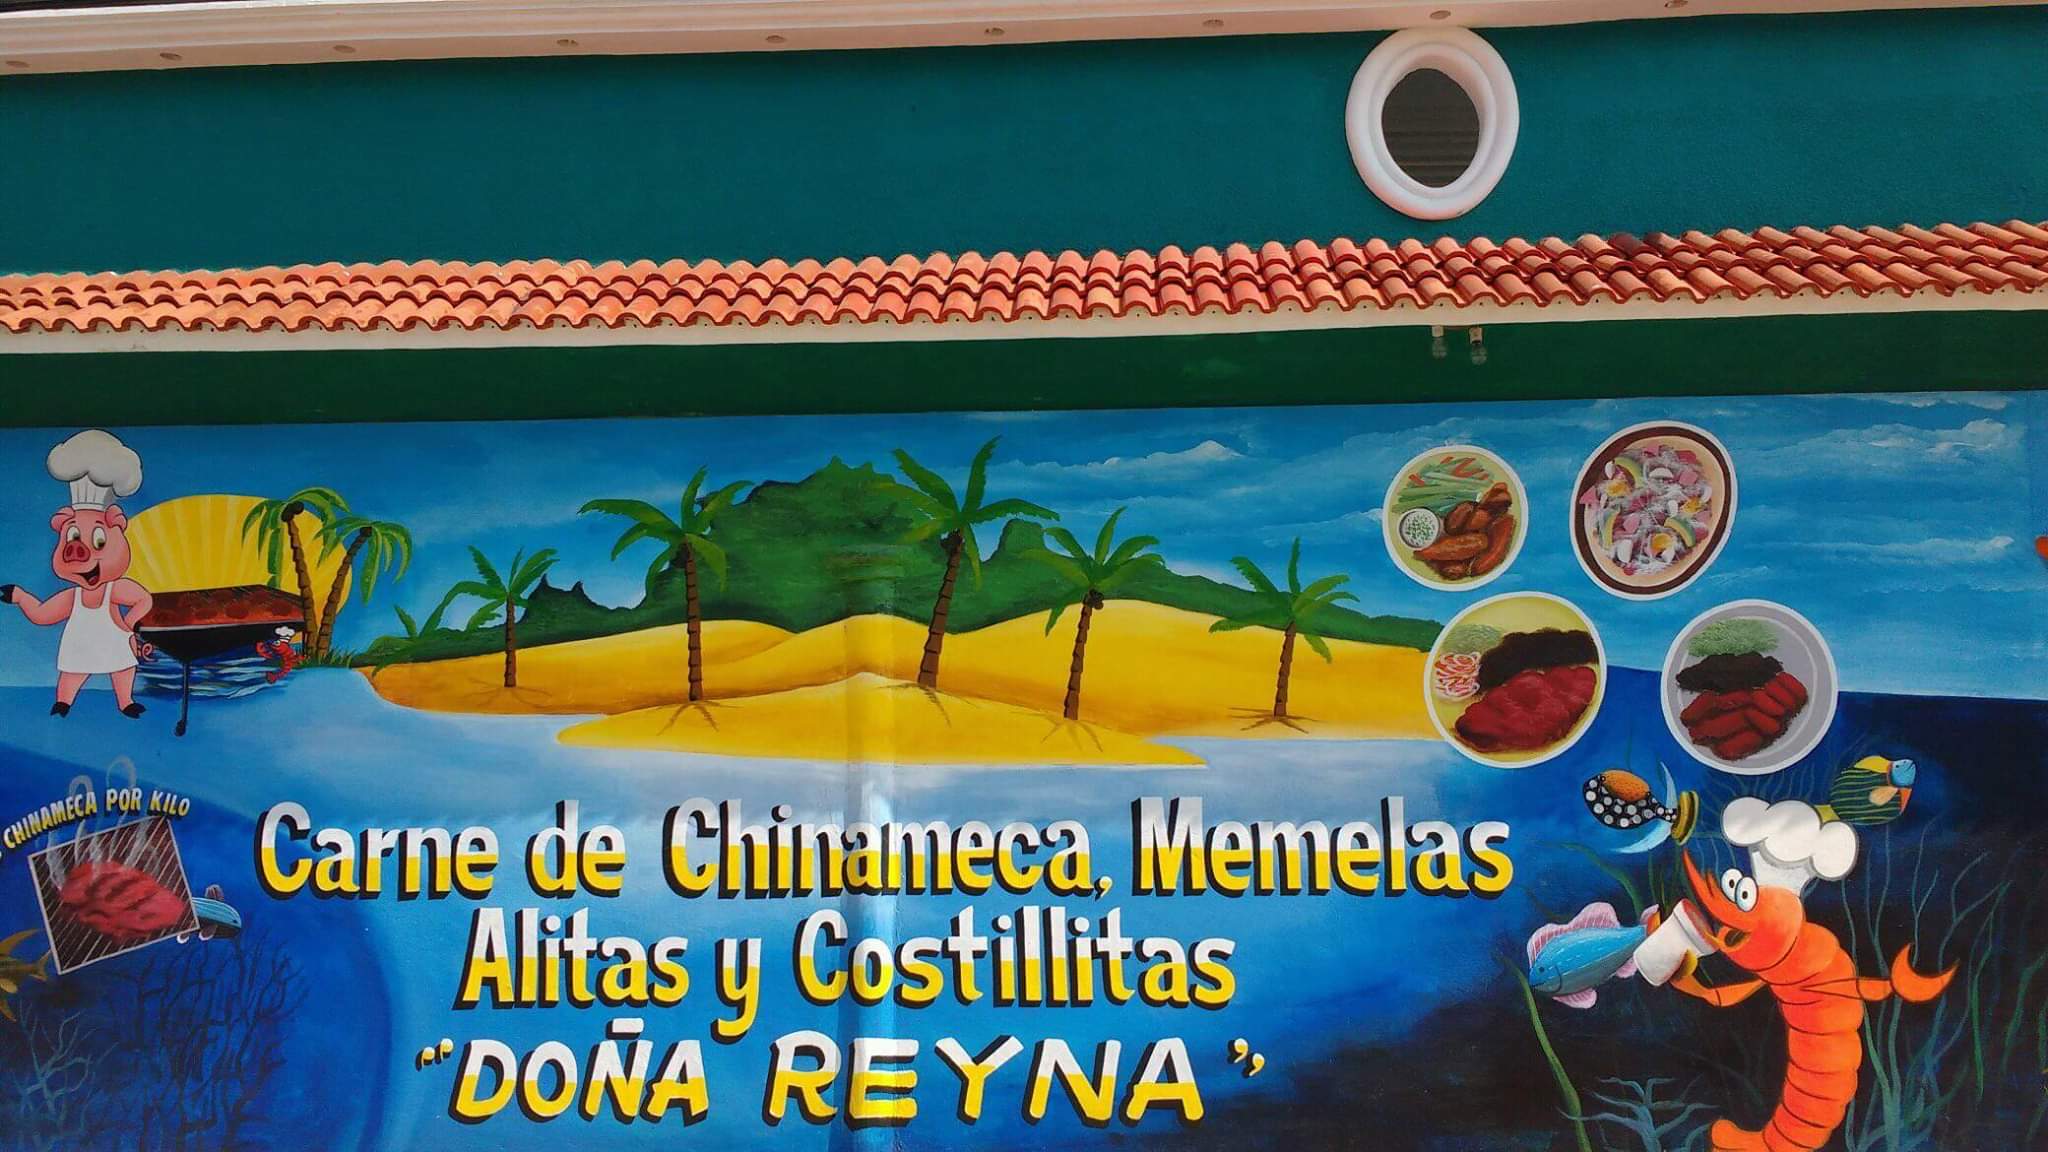 CHINAMECA POR KILO
Carne de Chinameca, Memelas
Alitas y Costillitas
"DOÑA REYNA"